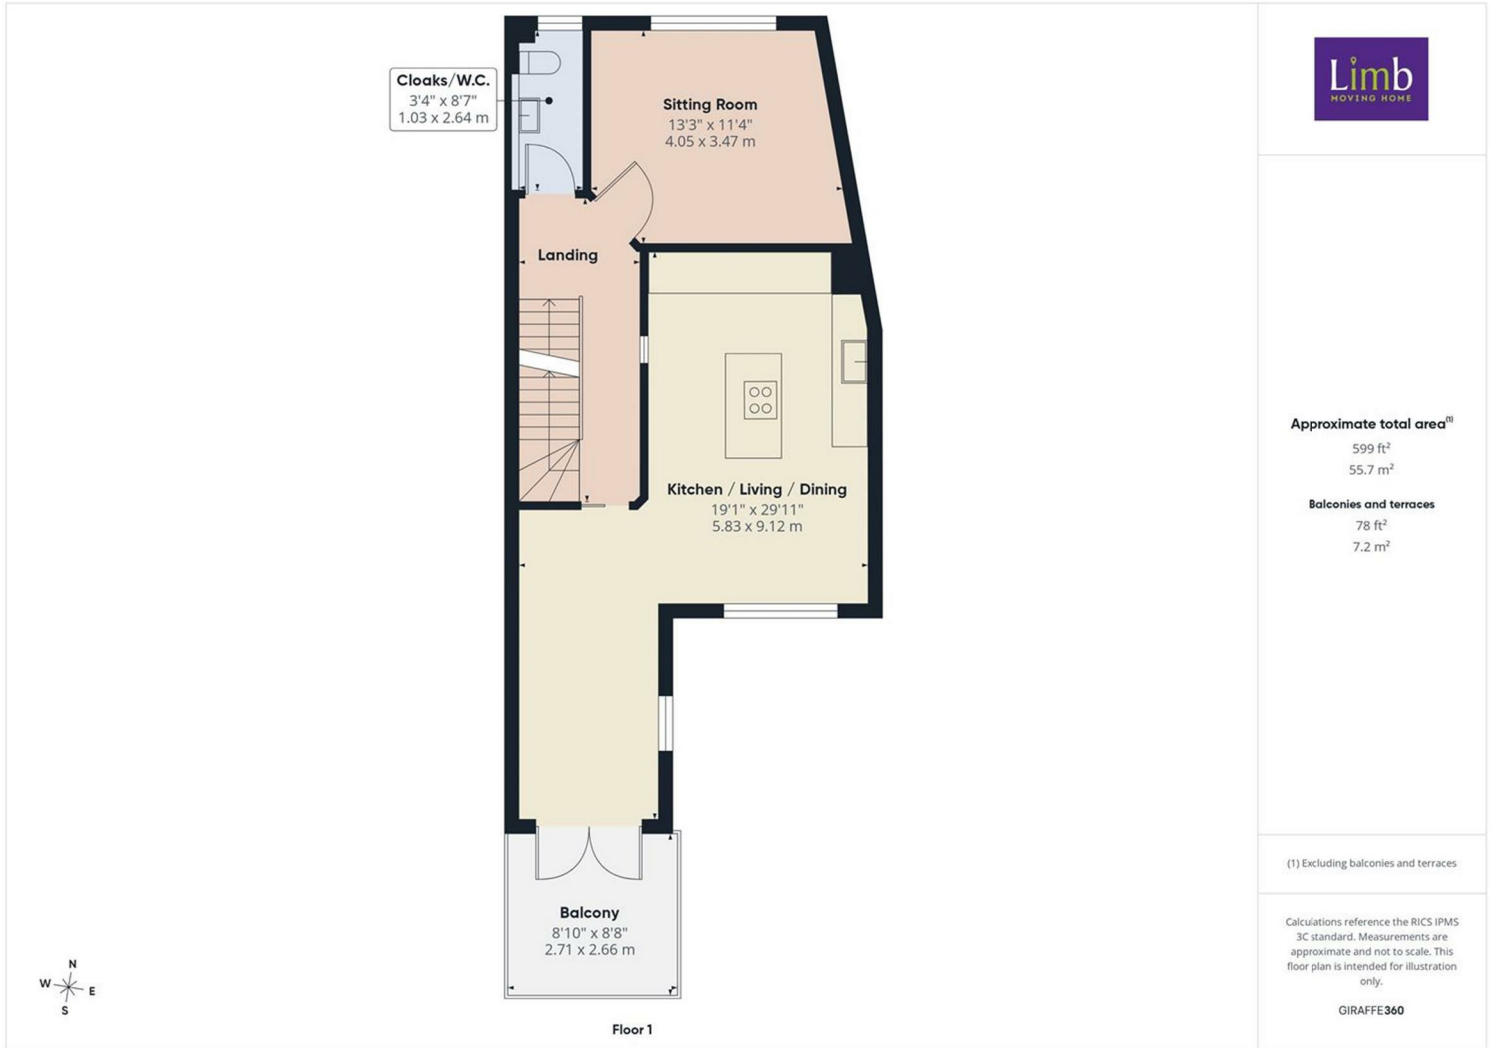 Cloaks/W.C.
3'4" x 8'7"
1.03 x 2.64 m
Sitting Room
13'3" x 11'4"
4.05 x 3.47 m
Landing
Kitchen / Living / Dining
19'1" x 29'11"
5.83 x 9.12 m
Balcony
8'10" x 8'8"
2.71 x 2.66 m
Floor 1
N
W
E
S
Limb
MOVING HOME
Approximate total area(1)
599 ft²
55.7 m²
Balconies and terraces
78 ft²
7.2 m²
(1) Excluding balconies and terraces
Calculations reference the RICS IPMS
3C standard. Measurements are
approximate and not to scale. This
floor plan is intended for illustration
only.
GIRAFFE360